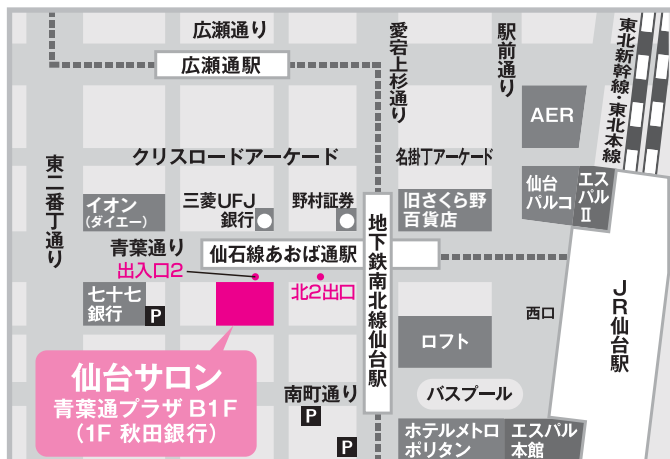 広瀬通り
広瀬通駅
愛宕上杉通り
駅前通り
東北新幹線・東北本線
AER
東二番丁通り
クリスロードアーケード
名掛丁アーケード
イオン
(ダイエー)
三菱UFJ
銀行
野村証券
旧さくら野
百貨店
仙台
パルコ
エス
パル
Ⅱ
青葉通り
出入口2
仙石線あおば通駅
北2出口
地下鉄南北線仙台駅
七十七
銀行
P
西口
JR仙台駅
ロフト
仙台サロン
青葉通プラザ B1F
(1F 秋田銀行)
南町通り
P
P
バスプール
ホテルメトロ
ポリタン
エスパル
本館